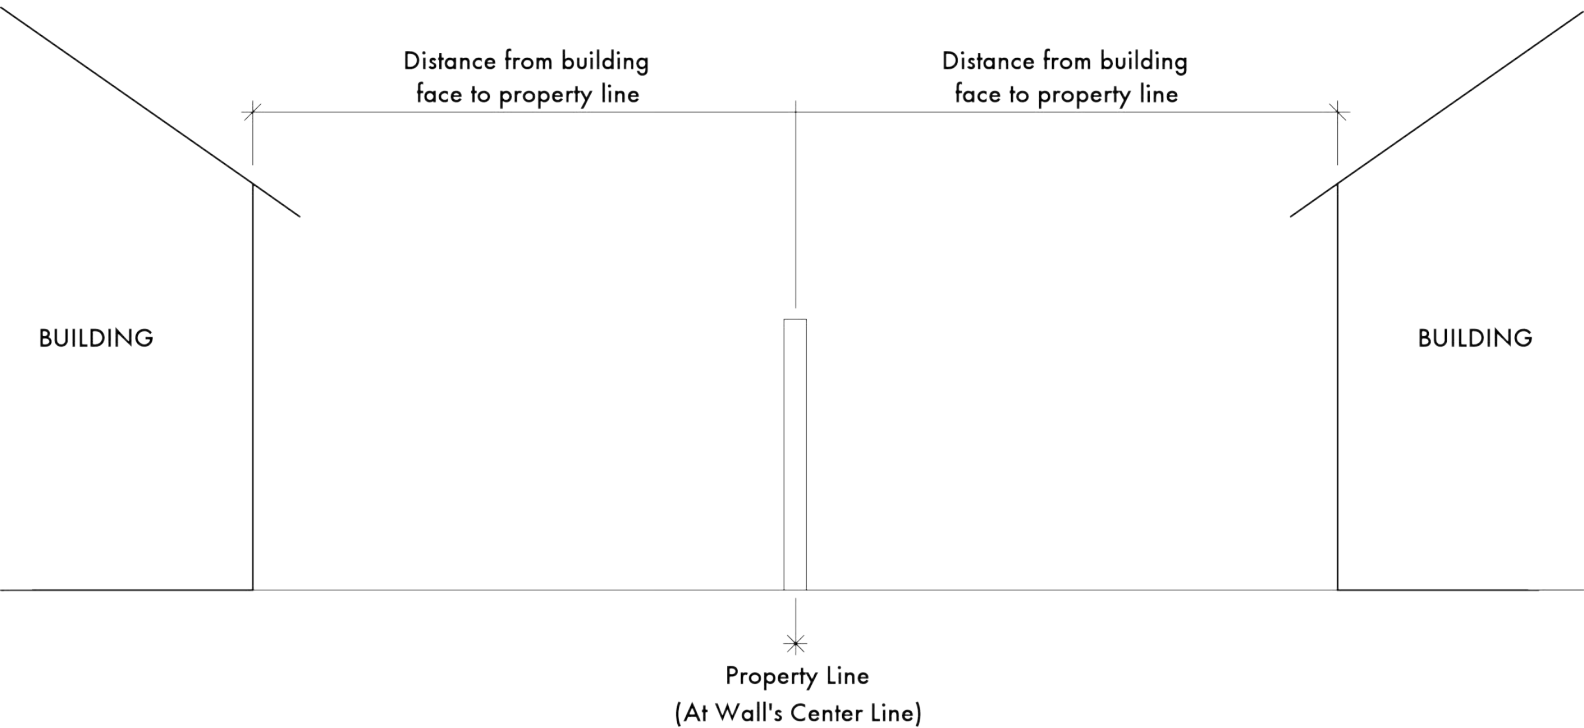 Distance from building
face to property line
Distance from building
face to property line
BUILDING
BUILDING
Property Line
(At Wall's Center Line)